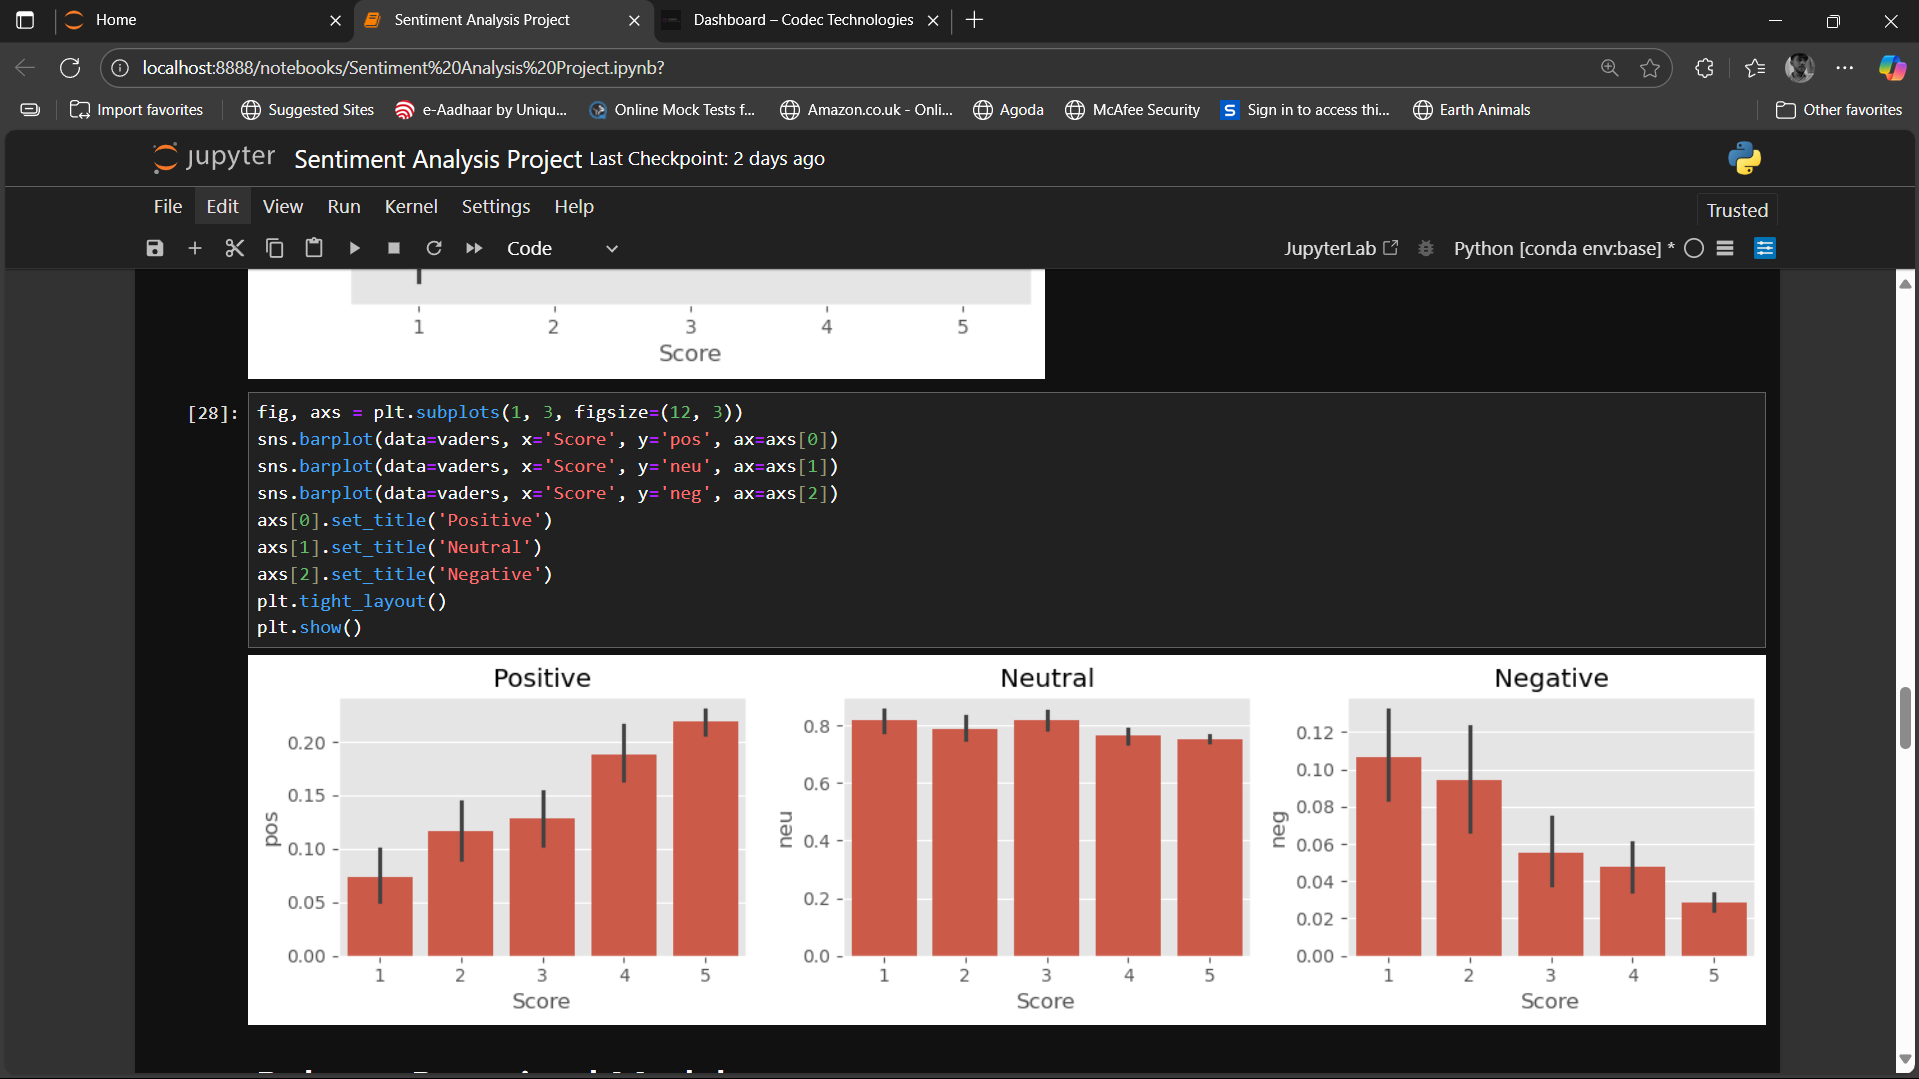 Home
Sentiment Analysis Project
Dashboard – Codec Technologies
localhost:8888/notebooks/Sentiment%20Analysis%20Project.ipynb?
Import favorites
Suggested Sites
e-Aadhaar by Uniqu...
Online Mock Tests f...
Amazon.co.uk - Onli...
Agoda
McAfee Security
S
Sign in to access thi...
Earth Animals
Other favorites
jupyter Sentiment Analysis Project Last Checkpoint: 2 days ago
File Edit View Run Kernel Settings Help
Trusted
Code
JupyterLab
Python [conda env:base] *
1 2 3 4 5
Score
[28]:
fig, axs = plt.subplots(1, 3, figsize=(12, 3))
sns.barplot(data=vaders, x='Score', y='pos', ax=axs[0])
sns.barplot(data=vaders, x='Score', y='neu', ax=axs[1])
sns.barplot(data=vaders, x='Score', y='neg', ax=axs[2])
axs[0].set_title('Positive')
axs[1].set_title('Neutral')
axs[2].set_title('Negative')
plt.tight_layout()
plt.show()
Positive
pos
0.20
0.15
0.10
0.05
0.00
1 2 3 4 5
Score
Neutral
neu
0.8
0.6
0.4
0.2
0.0
1 2 3 4 5
Score
Negative
neg
0.12
0.10
0.08
0.06
0.04
0.02
0.00
1 2 3 4 5
Score